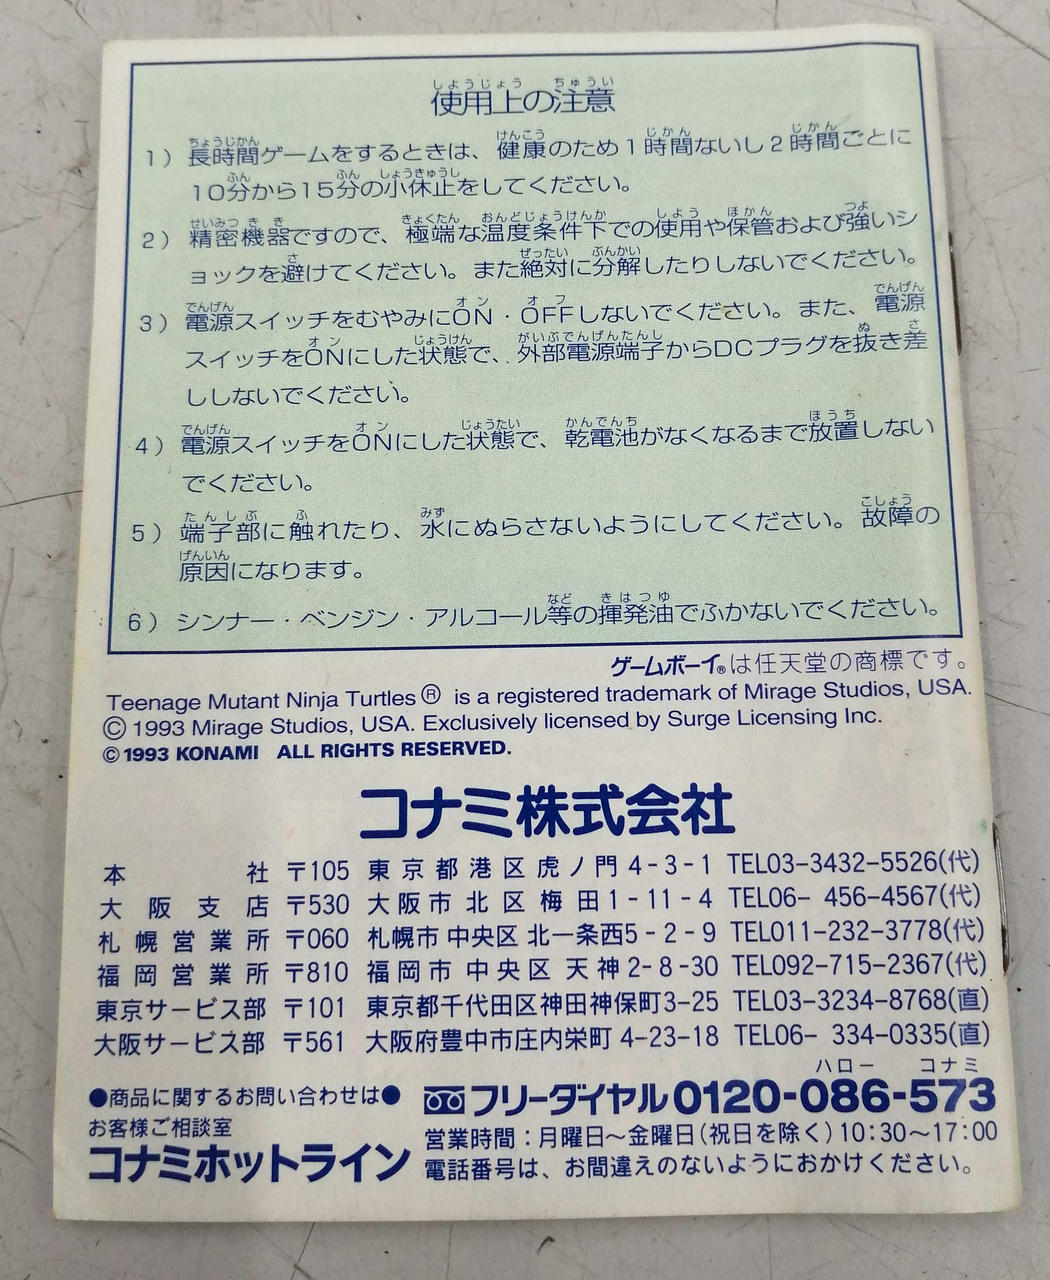 使用上の注意
1）長時間ゲームをするときは、健康のため1時間ないし2時間ごとに
10分から15分の小休止をしてください。
2）精密機器ですので、極端な温度条件下での使用や保管および強いシ
ョックを避けてください。また絶対に分解したりしないでください。
3）電源スイッチをむやみにON・OFFしないでください。また、電源
スイッチをONにした状態で、外部電源端子からDCプラグを抜き差
ししないでください。
4）電源スイッチをONにした状態で、乾電池がなくなるまで放置しない
でください。
5）端子部に触れたり、水にぬらさないようにしてください。故障の
原因になります。
6）シンナー・ベンジン・アルコール等の揮発油でふかないでください。
ゲームボーイ®は任天堂の商標です。
Teenage Mutant Ninja Turtles® is a registered trademark of Mirage Studios, USA.
© 1993 Mirage Studios, USA. Exclusively licensed by Surge Licensing Inc.
© 1993 KONAMI ALL RIGHTS RESERVED.
コナミ株式会社
本社 〒105 東京都港区虎ノ門4-3-1 TEL03-3432-5526(代)
大阪支店 〒530 大阪市北区梅田1-11-4 TEL06- 456-4567(代)
札幌営業所 〒060 札幌市中央区北一条西5-2-9 TEL011-232-3778(代)
福岡営業所 〒810 福岡市中央区天神2-8-30 TEL092-715-2367(代)
東京サービス部 〒101 東京都千代田区神田神保町3-25 TEL03-3234-8768(直)
大阪サービス部 〒561 大阪府豊中市庄内栄町4-23-18 TEL06- 334-0335(直)
●商品に関するお問い合わせは●
お客様ご相談室
コナミホットライン
ハロー コナミ
フリーダイヤル0120-086-573
営業時間：月曜日〜金曜日(祝日を除く)10:30〜17:00
電話番号は、お間違えのないようにおかけください。